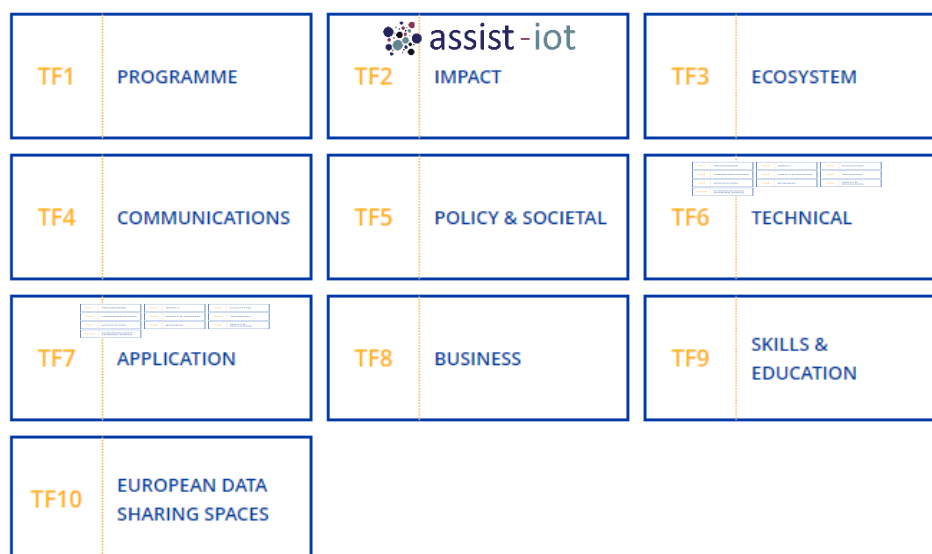 assist-iot
TF1 PROGRAMME
TF2 IMPACT
TF3 ECOSYSTEM
TF4 COMMUNICATIONS
TF5 POLICY & SOCIETAL
TF6 TECHNICAL
TF7 APPLICATION
TF8 BUSINESS
TF9 SKILLS &
EDUCATION
TF10 EUROPEAN DATA
SHARING SPACES